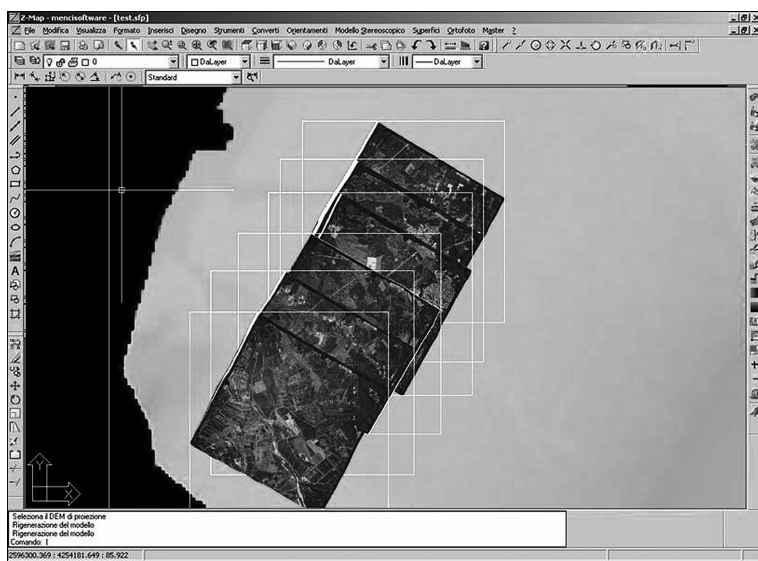 Z-Map - mencisoftware - [test.sfp]
File Modifica Visualizza Formato Inserisci Disegno Strumenti Converti Orientamenti Modello Stereoscopico Superfici Ortofoto Master ?
0 DaLayer DaLayer DaLayer
Standard
A
Y
X
Seleziona il DEM di proiezione
Rigenerazione del modello
Rigenerazione del modello
Comando:
2596300.369 : 4254181.649 : 85.922